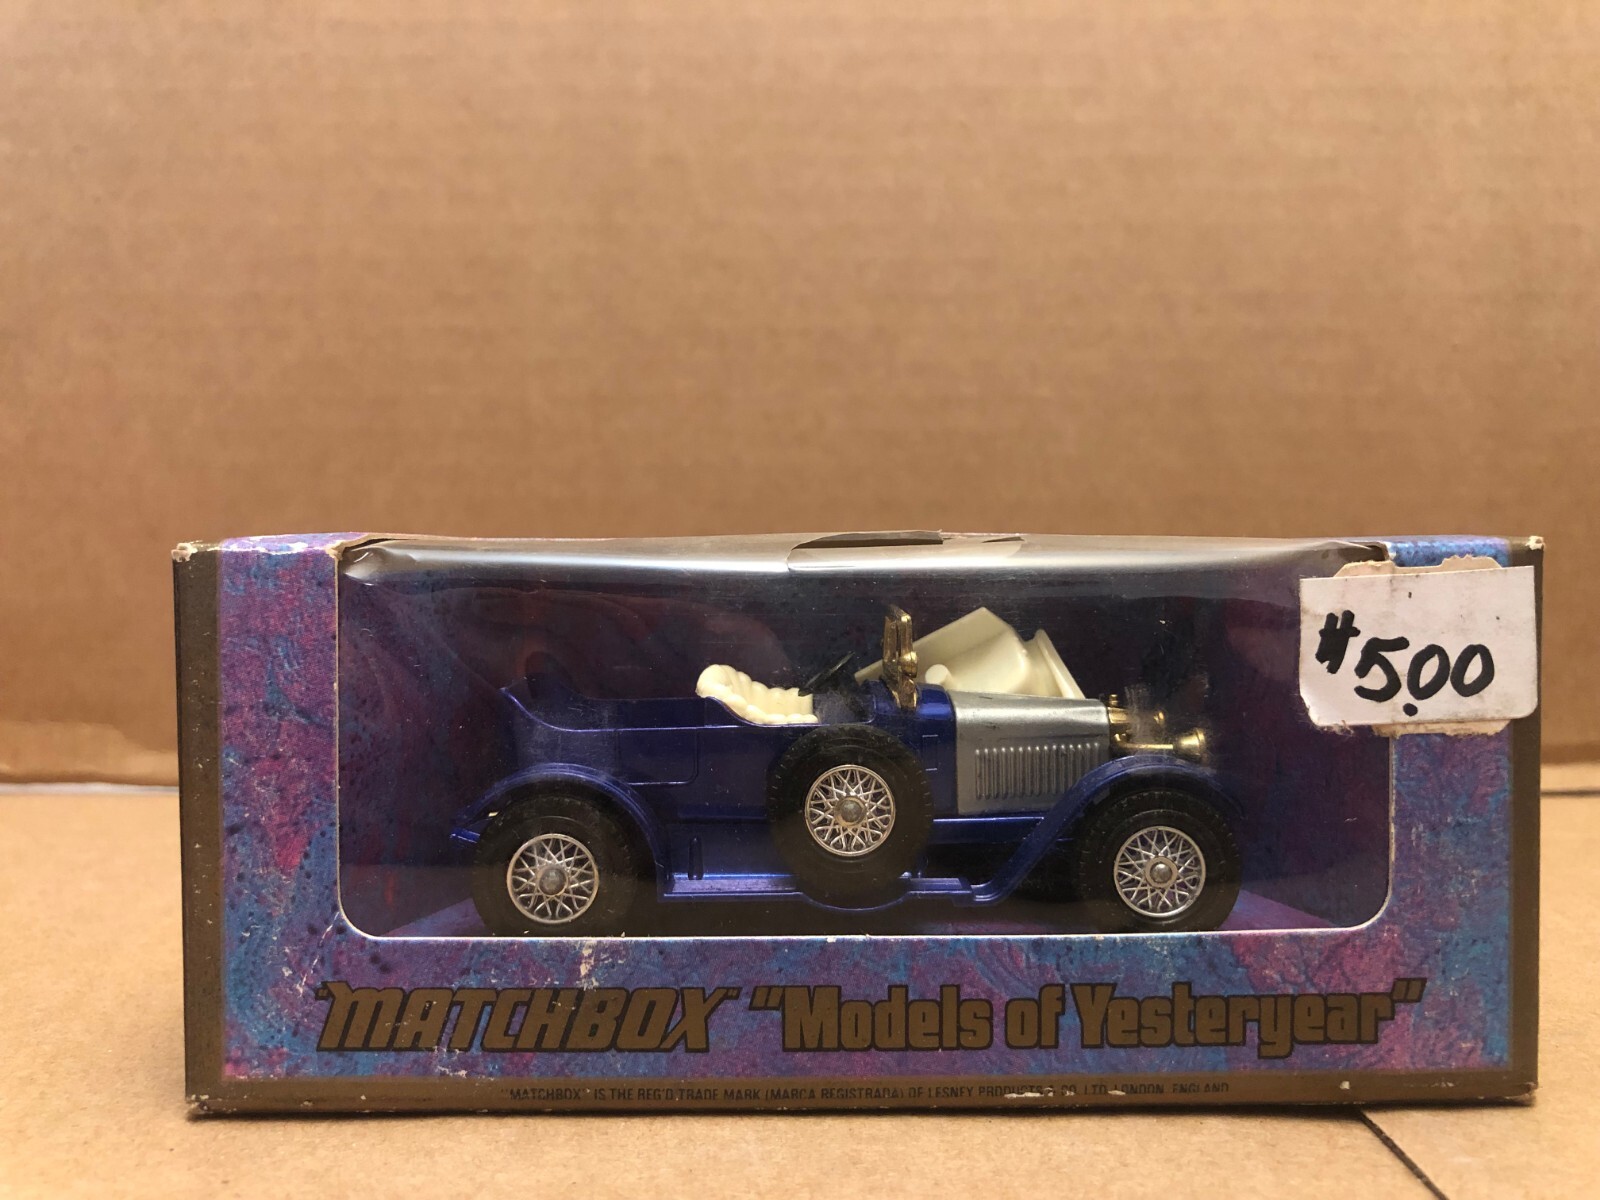 #5.00
"MATCHBOX" "Models of Yesteryear"
"MATCHBOX" IS THE REG'D TRADE MARK (MARCA REGISTRADA) OF LESNEY PRODUCTS & CO. LTD. LONDON, ENGLAND